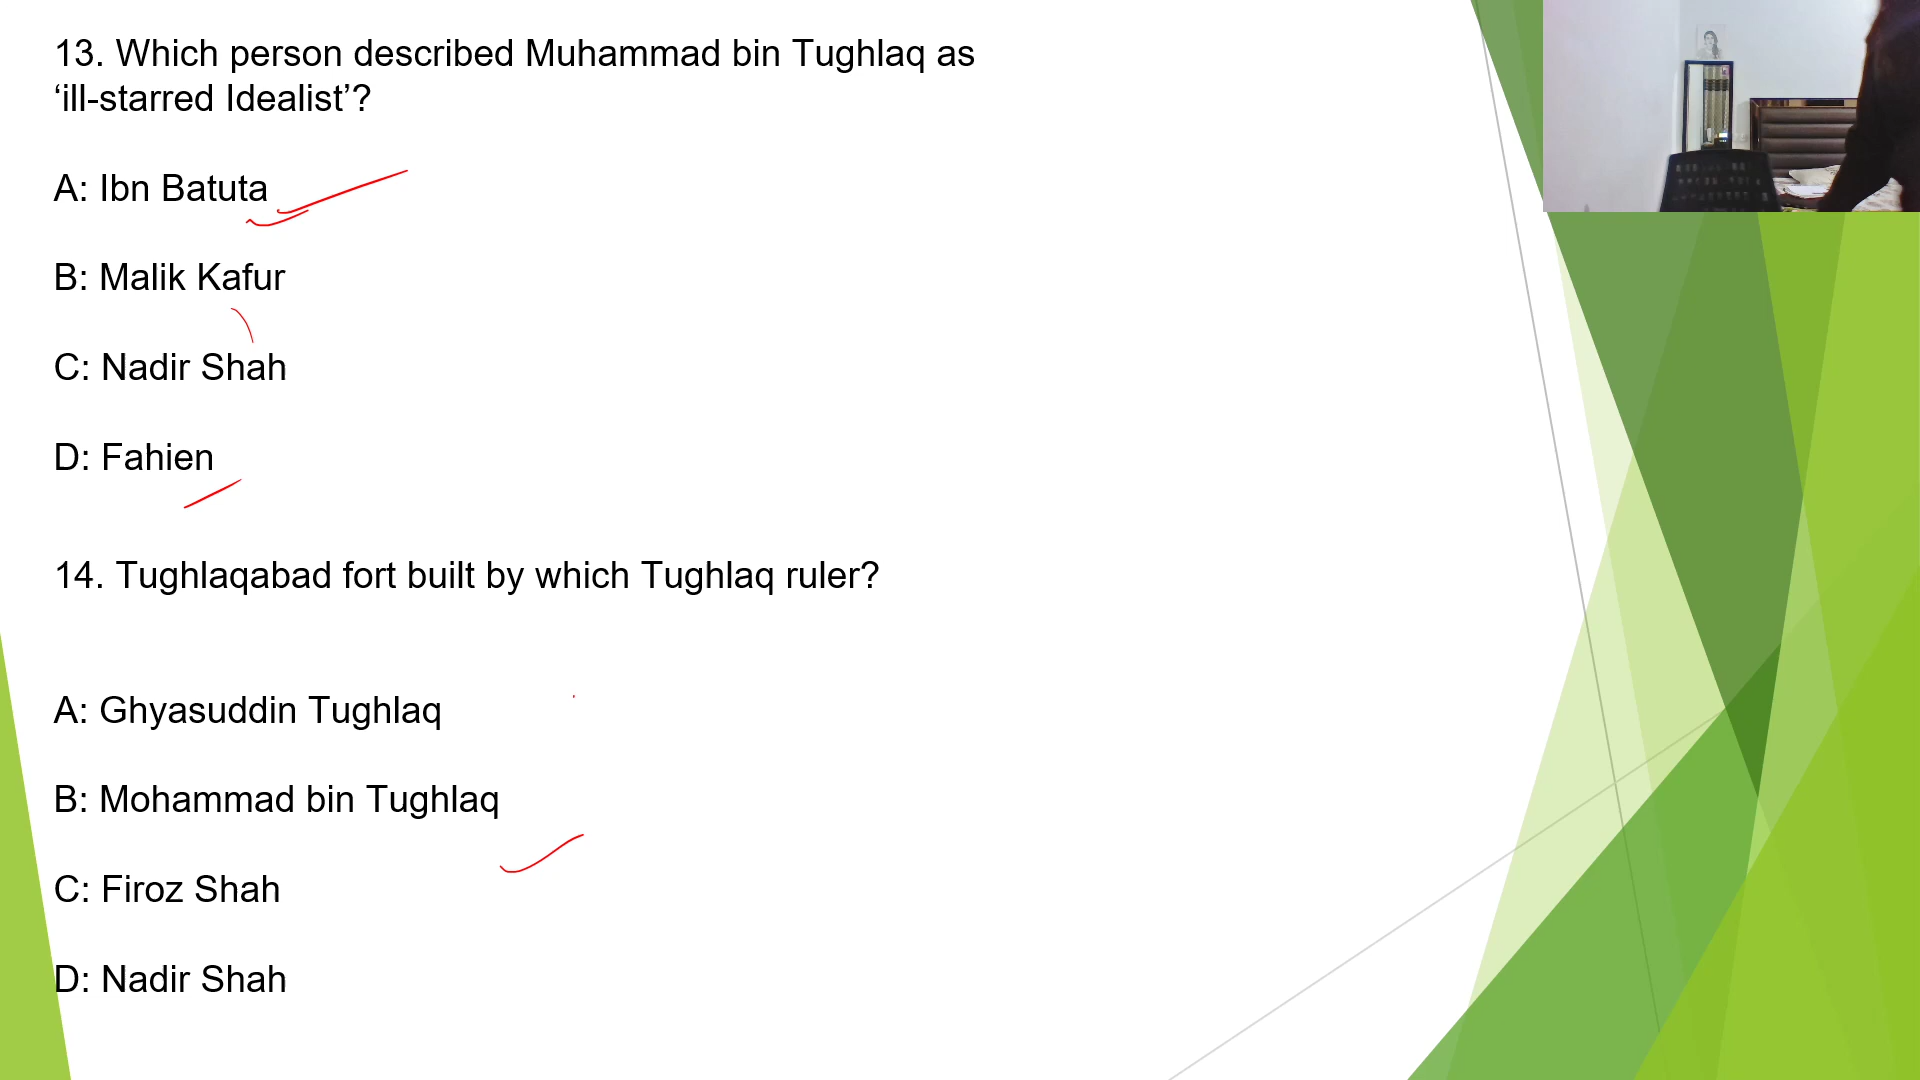 13. Which person described Muhammad bin Tughlaq as
‘ill-starred Idealist’?
A: Ibn Batuta
B: Malik Kafur
C: Nadir Shah
D: Fahien
14. Tughlaqabad fort built by which Tughlaq ruler?
A: Ghyasuddin Tughlaq
B: Mohammad bin Tughlaq
C: Firoz Shah
D: Nadir Shah